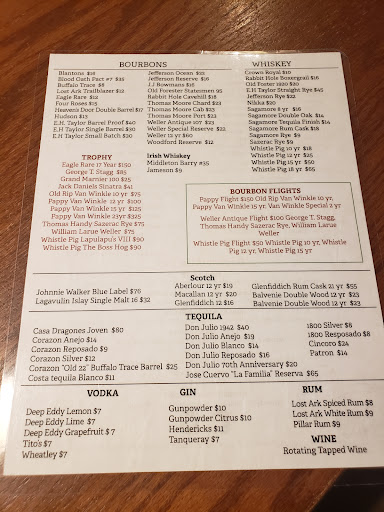 BOURBONS
Blantons $16
Blood Oath Pact #7 $35
Buffalo Trace $8
Lost Ark Trailblazer $12
Eagle Rare $12
Four Roses $15
Heaven's Door Double Barrel $17
Hudson $13
E.H. Taylor Barrel Proof $40
EH Taylor Single Barrel $30
EH Taylor Small Batch $30
Jefferson Ocean $22
Jefferson Reserve $16
J.J Bowmans $16
Old Forester Statesman $25
Rabbit Hole Cavehill $18
Thomas Moore Chard $23
Thomas Moore Cab $23
Thomas Moore Port $23
Weller Antique 107 $25
Weller Special Reserve $22
Weller 12 yr $60
Woodford Reserve $12
Irish Whiskey
Middleton Barry $35
Jameson $9
WHISKEY
Crown Royal $10
Rabbit Hole Boxergrail $16
Old Forester 1920 $20
E.H Taylor Straight Rye $45
Jefferson Rye $22
Nikka $20
Sagamore 6 yr $16
Sagamore Double Oak $14
Sagamore Tequila Finish $14
Sagamore Rum Cask $18
Sagamore Rye $9
Sazerac Rye $9
Whistle Pig 10 yr $18
Whistle Pig 12 yr $25
Whistle Pig 15 yr $50
Whistle Pig 18 yr $65
TROPHY
Eagle Rare 17 Year $150
George T. Stagg $85
Grand Marnier 100 $25
Jack Daniels Sinatra $41
Old Rip Van Winkle 10 yr $75
Pappy Van Winkle 12 yr $100
Pappy Van Winkle 15 yr $125
Pappy Van Winkle 23yr $325
Thomas Handy Sazerac Rye $75
William Larue Weller $75
Whistle Pig Lapulapu's VIII $90
Whistle Pig The Boss Hog $90
BOURBON FLIGHTS
Pappy Flight $150 Old Rip Van Winkle 10 yr,
Pappy Van Winkle 15 yr, Van Winkle Special 2 yr
Weller Antique Flight $100 George T. Stagg,
Thomas Handy Sazerac Rye, William Larue
Weller
Whistle Pig Flight $50 Whistle Pig 10 yr, Whistle
Pig 12 yr, Whistle Pig 15 yr
Scotch
Johnnie Walker Blue Label $76
Lagavulin Islay Single Malt 16 $32
Aberlour 12 yr $19
Macallan 12 yr $20
Glenfiddich 12 $16
Glenfiddich Rum Cask 21 yr $55
Balvenie Double Wood 12 yr $23
Balvenie Double Wood 12 yr $23
TEQUILA
Casa Dragones Joven $80
Corazon Anejo $14
Corazon Reposado $9
Corazon Silver $12
Corazon "Old 22" Buffalo Trace Barrel $25
Costa tequila Blanco $11
Don Julio 1942 $40
Don Julio Anejo $19
Don Julio Blanco $14
Don Julio Reposado $16
Don Julio 70th Anniversary $20
Jose Cuervo "La Familia" Reserva $65
1800 Silver $8
1800 Resposado $8
Cincoro $24
Patron $14
VODKA
Deep Eddy Lemon $7
Deep Eddy Lime $7
Deep Eddy Grapefruit $7
Tito's $7
Wheatley $7
GIN
Gunpowder $10
Gunpowder Citrus $10
Hendericks $11
Tanqueray $7
RUM
Lost Ark Spiced Rum $8
Lost Ark White Rum $9
Pillar Rum $9
WINE
Rotating Tapped Wine